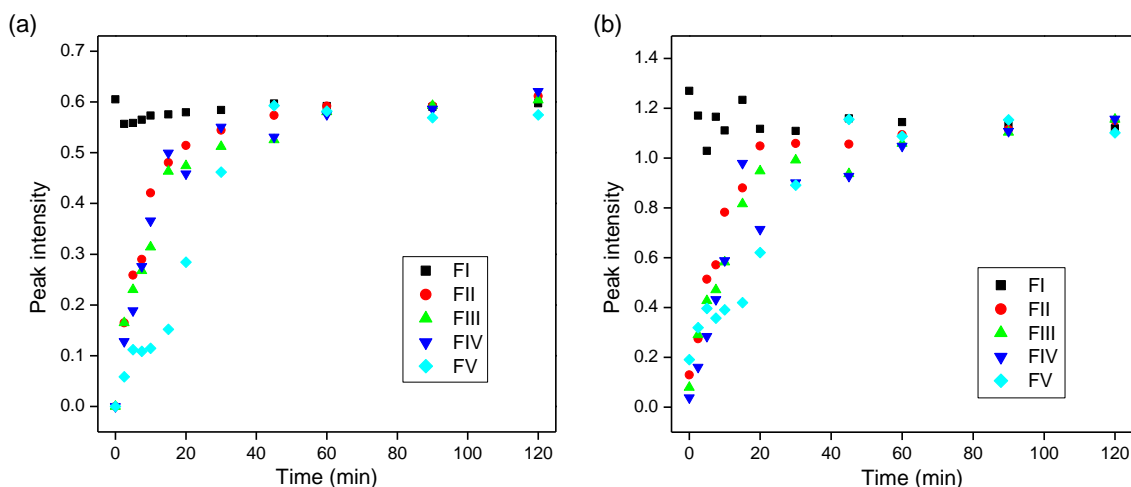 (a)
0.7
0.6
0.5
0.4
0.3
0.2
0.1
0.0
Peak intensity
FI
FII
FIII
FIV
FV
0 20 40 60 80 100 120
Time (min)
(b)
1.4
1.2
1.0
0.8
0.6
0.4
0.2
0.0
Peak intensity
FI
FII
FIII
FIV
FV
0 20 40 60 80 100 120
Time (min)